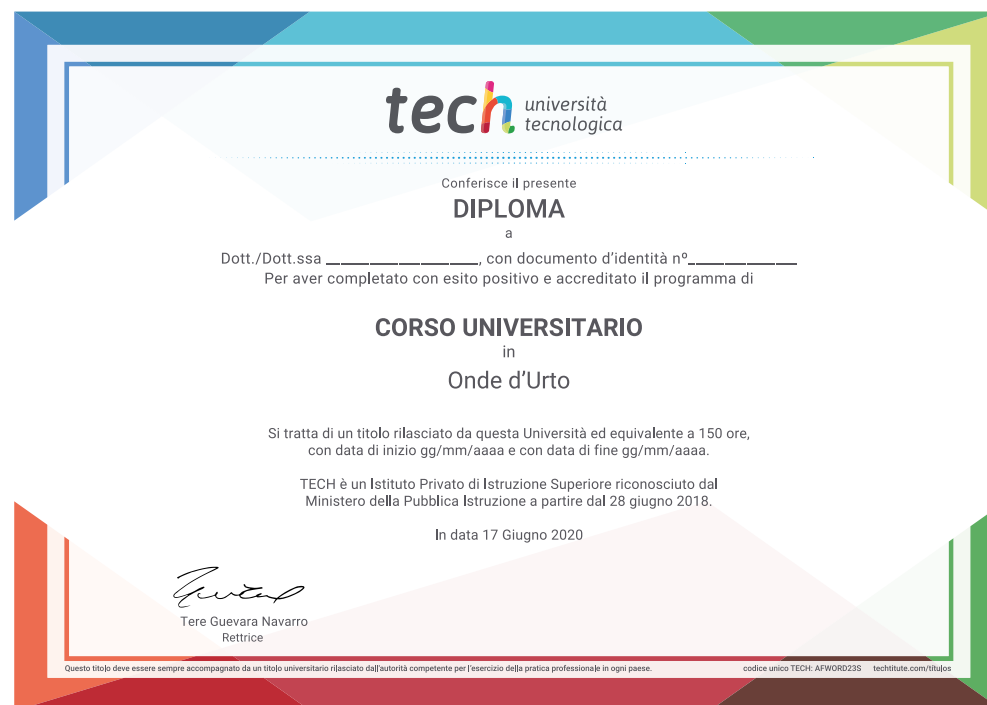 tech università
tecnologica
Conferisce il presente
DIPLOMA
a
Dott./Dott.ssa ____________________, con documento d'identità nº______________
Per aver completato con esito positivo e accreditato il programma di
CORSO UNIVERSITARIO
in
Onde d'Urto
Si tratta di un titolo rilasciato da questa Università ed equivalente a 150 ore,
con data di inizio gg/mm/aaaa e con data di fine gg/mm/aaaa.
TECH è un Istituto Privato di Istruzione Superiore riconosciuto dal
Ministero della Pubblica Istruzione a partire dal 28 giugno 2018.
In data 17 Giugno 2020
Tere Guevara Navarro
Rettrice
Questo titolo deve essere sempre accompagnato da un titolo universitario rilasciato dall'autorità competente per l'esercizio della pratica professionale in ogni paese. codice unico TECH: AFWORD23S techtitute.com/títulos